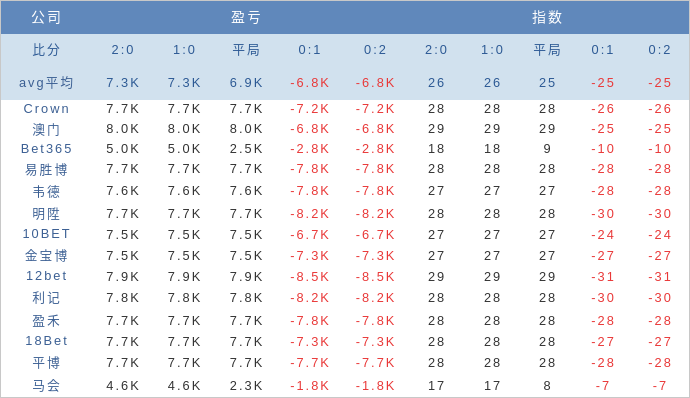 公司 盈亏 指数
比分 2:0 1:0 平局 0:1 0:2 2:0 1:0 平局 0:1 0:2
avg平均 7.3K 7.3K 6.9K -6.8K -6.8K 26 26 25 -25 -25
Crown 7.7K 7.7K 7.7K -7.2K -7.2K 28 28 28 -26 -26
澳门 8.0K 8.0K 8.0K -6.8K -6.8K 29 29 29 -25 -25
Bet365 5.0K 5.0K 2.5K -2.8K -2.8K 18 18 9 -10 -10
易胜博 7.7K 7.7K 7.7K -7.8K -7.8K 28 28 28 -28 -28
韦德 7.6K 7.6K 7.6K -7.8K -7.8K 27 27 27 -28 -28
明陞 7.7K 7.7K 7.7K -8.2K -8.2K 28 28 28 -30 -30
10BET 7.5K 7.5K 7.5K -6.7K -6.7K 27 27 27 -24 -24
金宝博 7.5K 7.5K 7.5K -7.3K -7.3K 27 27 27 -27 -27
12bet 7.9K 7.9K 7.9K -8.5K -8.5K 29 29 29 -31 -31
利记 7.8K 7.8K 7.8K -8.2K -8.2K 28 28 28 -30 -30
盈禾 7.7K 7.7K 7.7K -7.8K -7.8K 28 28 28 -28 -28
18Bet 7.7K 7.7K 7.7K -7.3K -7.3K 28 28 28 -27 -27
平博 7.7K 7.7K 7.7K -7.7K -7.7K 28 28 28 -28 -28
马会 4.6K 4.6K 2.3K -1.8K -1.8K 17 17 8 -7 -7